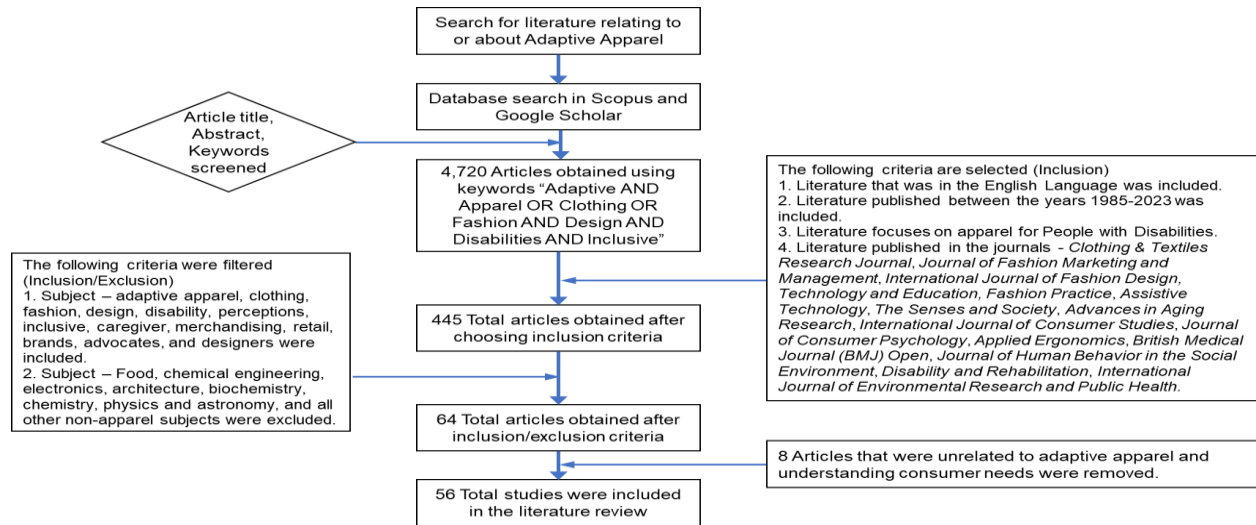 Search for literature relating to
or about Adaptive Apparel
Database search in Scopus and
Google Scholar
Article title,
Abstract,
Keywords
screened
4,720 Articles obtained using
keywords “Adaptive AND
Apparel OR Clothing OR
Fashion AND Design AND
Disabilities AND Inclusive”
The following criteria are selected (Inclusion)
1. Literature that was in the English Language was included.
2. Literature published between the years 1985-2023 was
included.
3. Literature focuses on apparel for People with Disabilities.
4. Literature published in the journals - Clothing & Textiles
Research Journal, Journal of Fashion Marketing and
Management, International Journal of Fashion Design,
Technology and Education, Fashion Practice, Assistive
Technology, The Senses and Society, Advances in Aging
Research, International Journal of Consumer Studies, Journal
of Consumer Psychology, Applied Ergonomics, British Medical
Journal (BMJ) Open, Journal of Human Behavior in the Social
Environment, Disability and Rehabilitation, International
Journal of Environmental Research and Public Health.
445 Total articles obtained after
choosing inclusion criteria
The following criteria were filtered
(Inclusion/Exclusion)
1. Subject – adaptive apparel, clothing,
fashion, design, disability, perceptions,
inclusive, caregiver, merchandising, retail,
brands, advocates, and designers were
included.
2. Subject – Food, chemical engineering,
electronics, architecture, biochemistry,
chemistry, physics and astronomy, and all
other non-apparel subjects were excluded.
64 Total articles obtained after
inclusion/exclusion criteria
8 Articles that were unrelated to adaptive apparel and
understanding consumer needs were removed.
56 Total studies were included
in the literature review